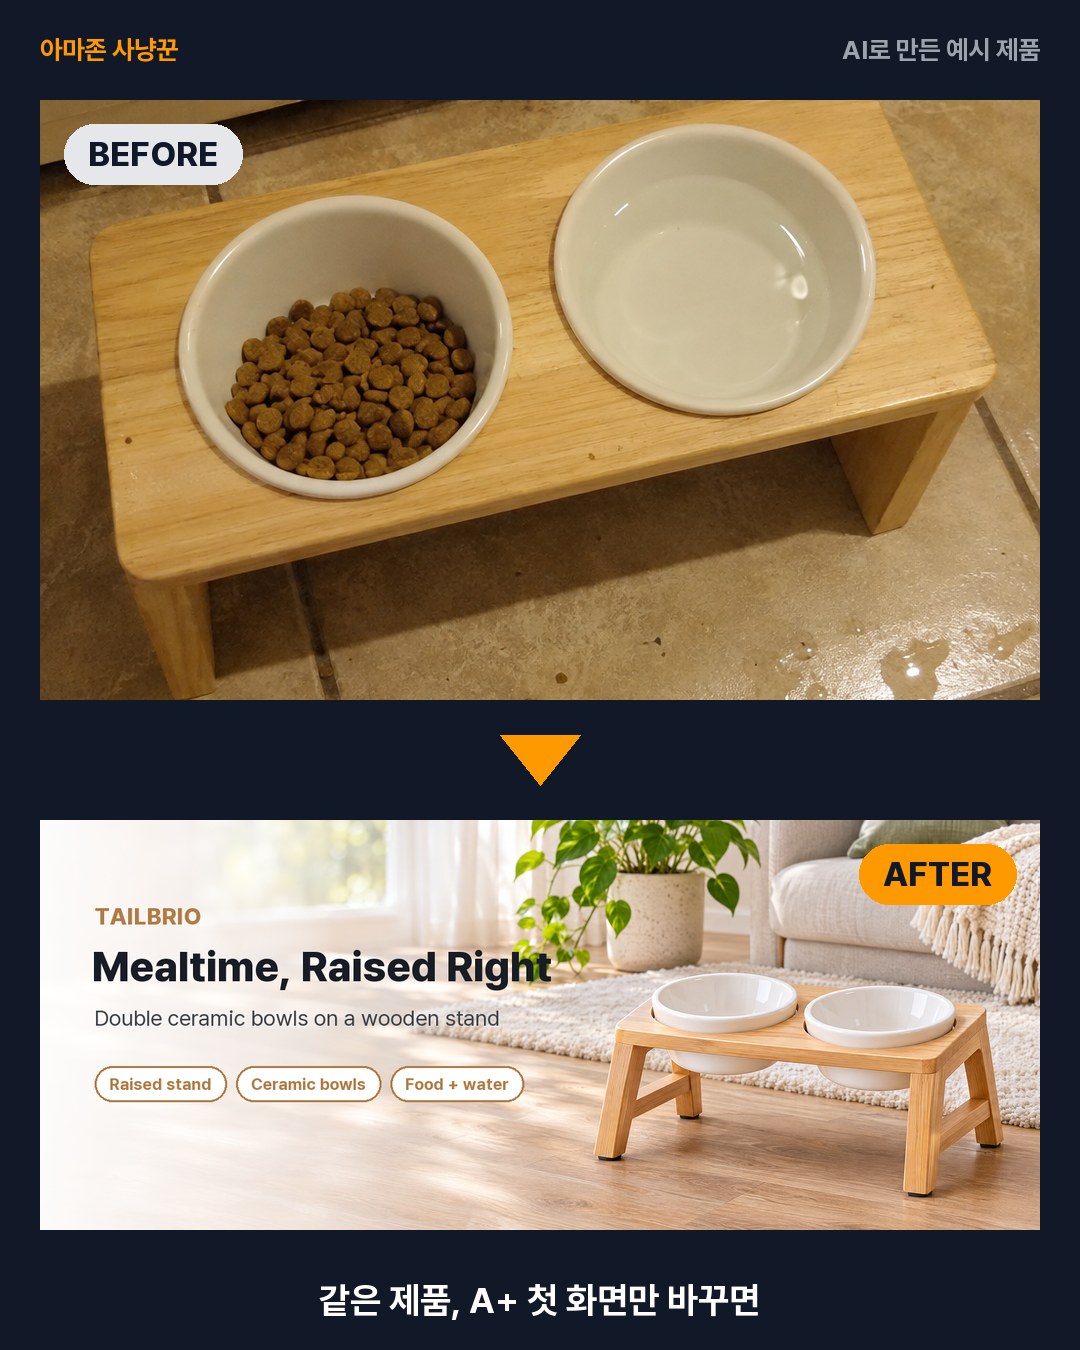 아마존 사냥꾼
AI로 만든 예시 제품
BEFORE
AFTER
TAILBRIO
Mealtime, Raised Right
Double ceramic bowls on a wooden stand
Raised stand
Ceramic bowls
Food + water
같은 제품, A+ 첫 화면만 바꾸면